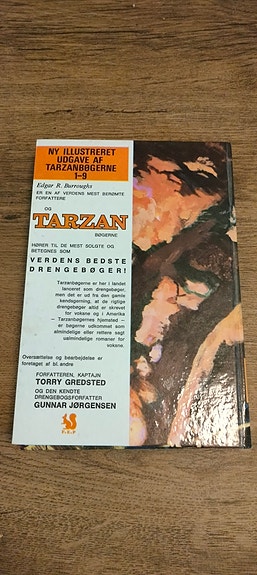 NY ILLUSTRERET
UDGAVE AF
TARZANBØGERNE
1-9
Edgar R. Burroughs
ER EN AF VERDENS MEST BERØMTE
FORFATTERE
OG
TARZAN
BØGERNE
HØRER TIL DE MEST SOLGTE OG
BETEGNES SOM
VERDENS BEDSTE
DRENGEBØGER!
Tarzanbøgerne er her i landet
lanceret som drengebøger,
men det er ud fra den gamle
kendsgerning, at de rigtige
drengebøger altid er skrevet
for voksne og i Amerika
– Tarzanbøgernes hjemsted –
er bøgerne udkommet som
almindelige eller rettere sagt
ualmindelige romaner for
voksne.
Oversættelse og bearbejdelse er
foretaget af bl. andre
FORFATTEREN, KAPTAJN
TORRY GREDSTED
OG DEN KENDTE
DRENGEBOGSFORFATTER
GUNNAR JØRGENSEN